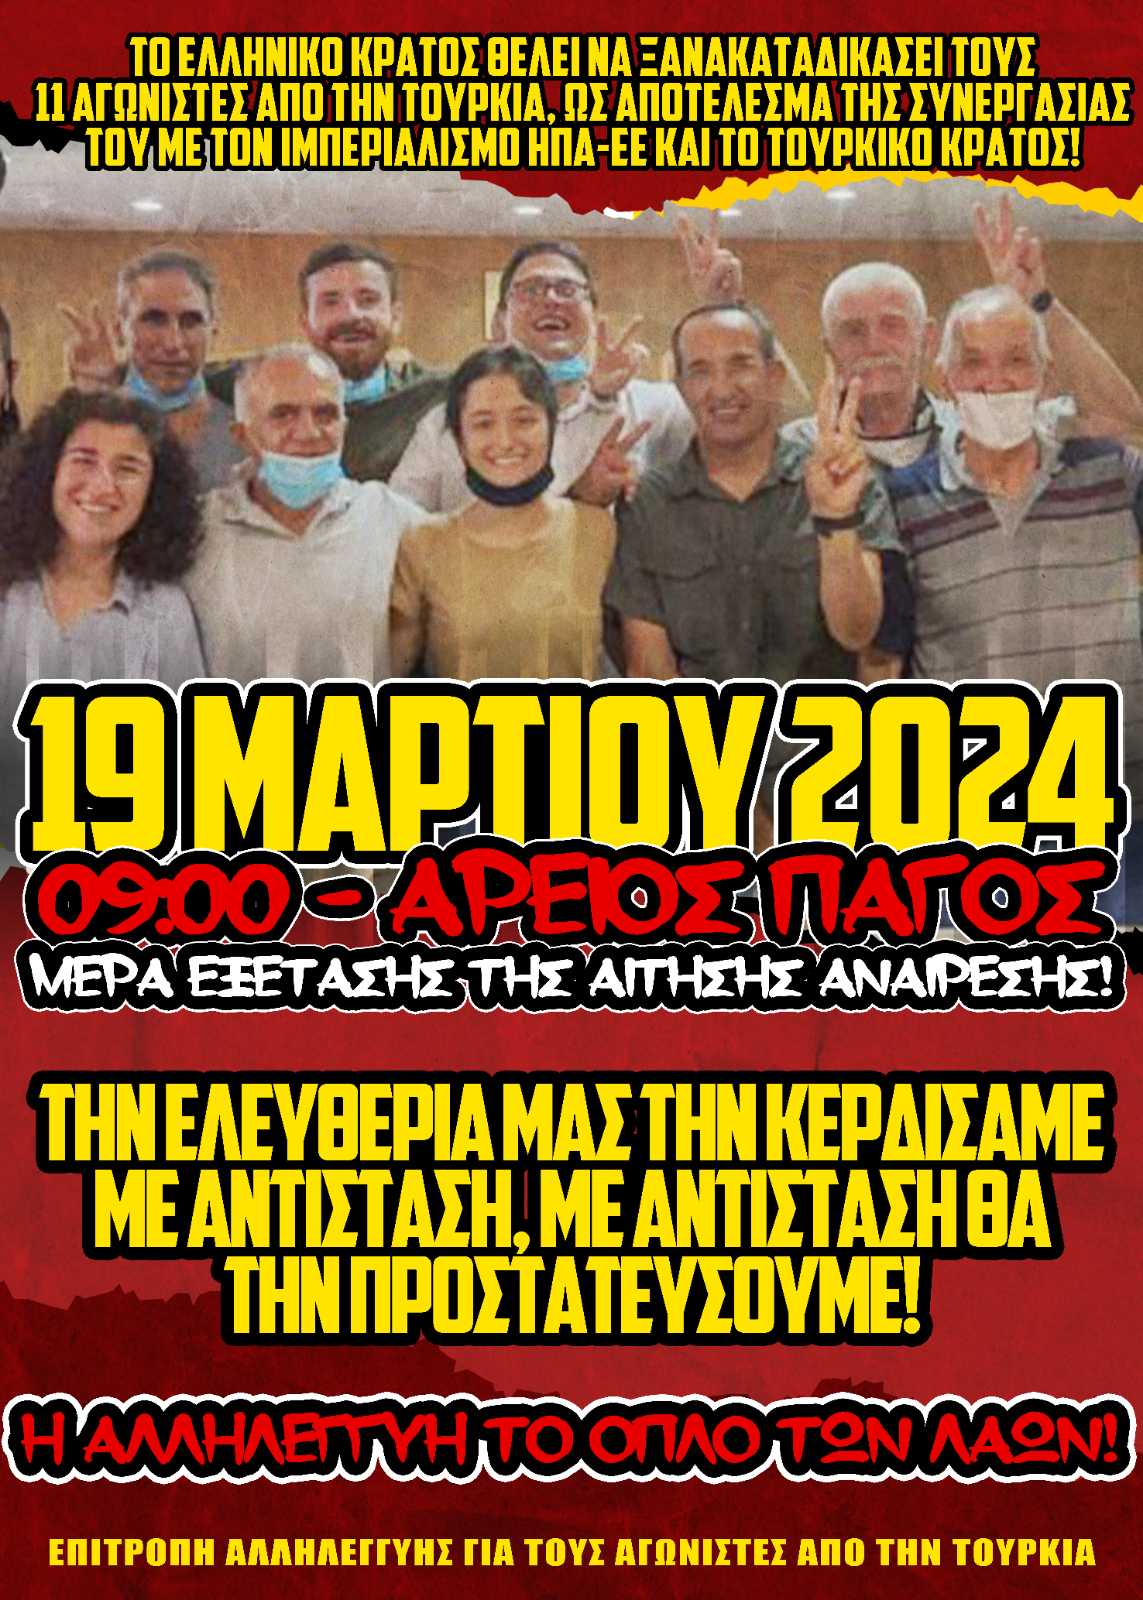 ΤΟ ΕΛΛΗΝΙΚΟ ΚΡΑΤΟΣ ΘΕΛΕΙ ΝΑ ΞΑΝΑΚΑΤΑΔΙΚΑΣΕΙ ΤΟΥΣ
11 ΑΓΩΝΙΣΤΕΣ ΑΠΟ ΤΗΝ ΤΟΥΡΚΙΑ, ΩΣ ΑΠΟΤΕΛΕΣΜΑ ΤΗΣ ΣΥΝΕΡΓΑΣΙΑΣ
ΤΟΥ ΜΕ ΤΟΝ ΙΜΠΕΡΙΑΛΙΣΜΟ ΗΠΑ-ΕΕ ΚΑΙ ΤΟ ΤΟΥΡΚΙΚΟ ΚΡΑΤΟΣ!
19 ΜΑΡΤΙΟΥ 2024
09:00 - ΑΡΕΙΟΣ ΠΑΓΟΣ
ΜΕΡΑ ΕΞΕΤΑΣΗΣ ΤΗΣ ΑΙΤΗΣΗΣ ΑΝΑΙΡΕΣΗΣ!
ΤΗΝ ΕΛΕΥΘΕΡΙΑ ΜΑΣ ΤΗΝ ΚΕΡΔΙΣΑΜΕ
ΜΕ ΑΝΤΙΣΤΑΣΗ, ΜΕ ΑΝΤΙΣΤΑΣΗ ΘΑ
ΤΗΝ ΠΡΟΣΤΑΤΕΥΣΟΥΜΕ!
Η ΑΛΛΗΛΕΓΓΥΗ ΤΟ ΟΠΛΟ ΤΩΝ ΛΑΩΝ!
ΕΠΙΤΡΟΠΗ ΑΛΛΗΛΕΓΓΥΗΣ ΓΙΑ ΤΟΥΣ ΑΓΩΝΙΣΤΕΣ ΑΠΟ ΤΗΝ ΤΟΥΡΚΙΑ